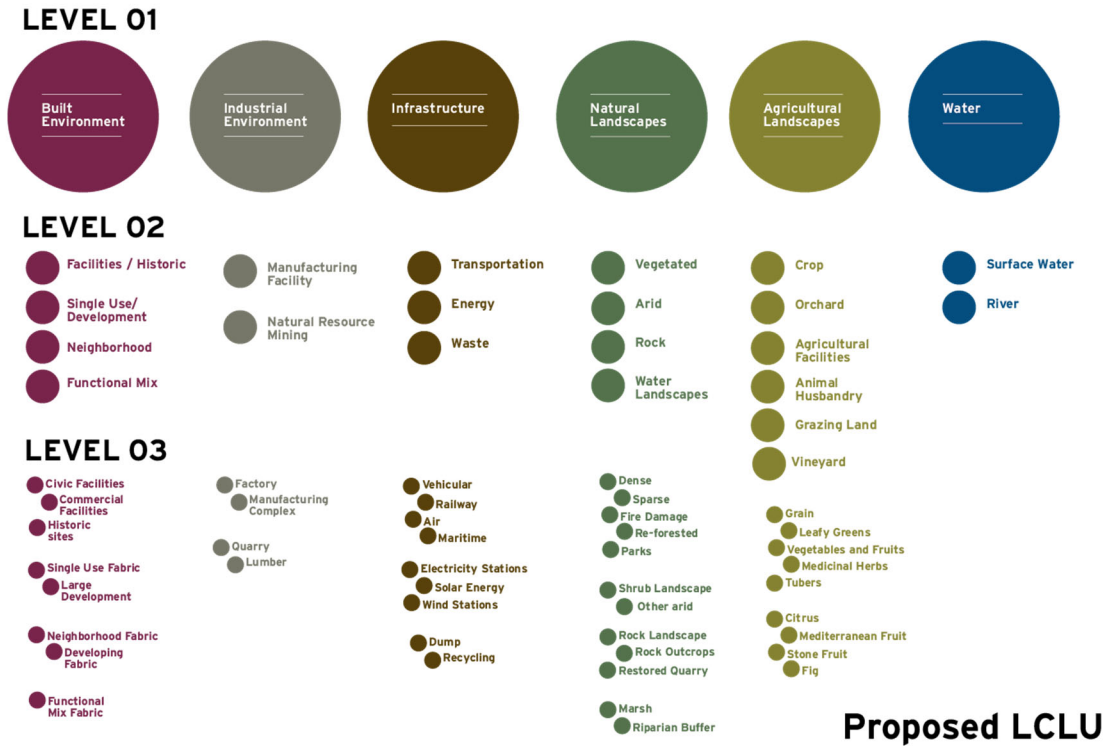 LEVEL 01
Built
Environment
Industrial
Environment
Infrastructure
Natural
Landscapes
Agricultural
Landscapes
Water
LEVEL 02
Facilities / Historic
Single Use/
Development
Neighborhood
Functional Mix
Manufacturing
Facility
Natural Resource
Mining
Transportation
Energy
Waste
Vegetated
Arid
Rock
Water
Landscapes
Crop
Orchard
Agricultural
Facilities
Animal
Husbandry
Grazing Land
Vineyard
Surface Water
River
LEVEL 03
Civic Facilities
Commercial
Facilities
Historic
sites
Single Use Fabric
Large
Development
Neighborhood Fabric
Developing
Fabric
Functional
Mix Fabric
Factory
Manufacturing
Complex
Quarry
Lumber
Vehicular
Railway
Air
Maritime
Electricity Stations
Solar Energy
Wind Stations
Dump
Recycling
Dense
Sparse
Fire Damage
Re-forested
Parks
Shrub Landscape
Other arid
Rock Landscape
Rock Outcrops
Restored Quarry
Marsh
Riparian Buffer
Grain
Leafy Greens
Vegetables and Fruits
Medicinal Herbs
Tubers
Citrus
Mediterranean Fruit
Stone Fruit
Fig
Proposed LCLU